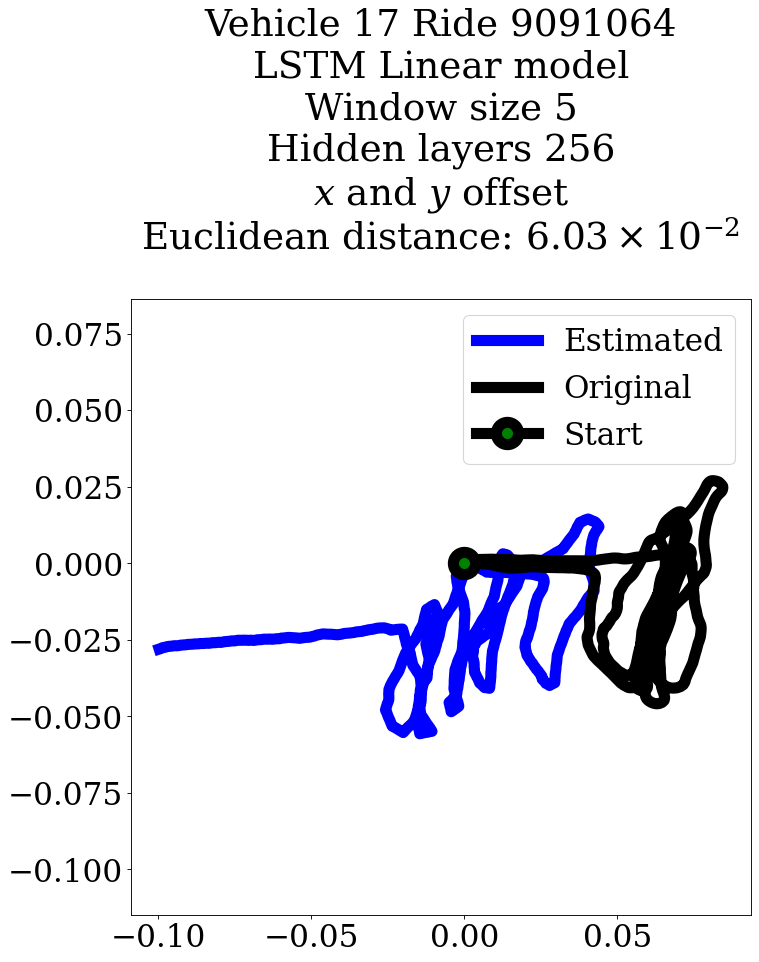 Vehicle 17 Ride 9091064
LSTM Linear model
Window size 5
Hidden layers 256
x and y offset
Euclidean distance: 6.03 × 10⁻²
Estimated
Original
Start
0.075
0.050
0.025
0.000
−0.025
−0.050
−0.075
−0.100
−0.10 −0.05 0.00 0.05